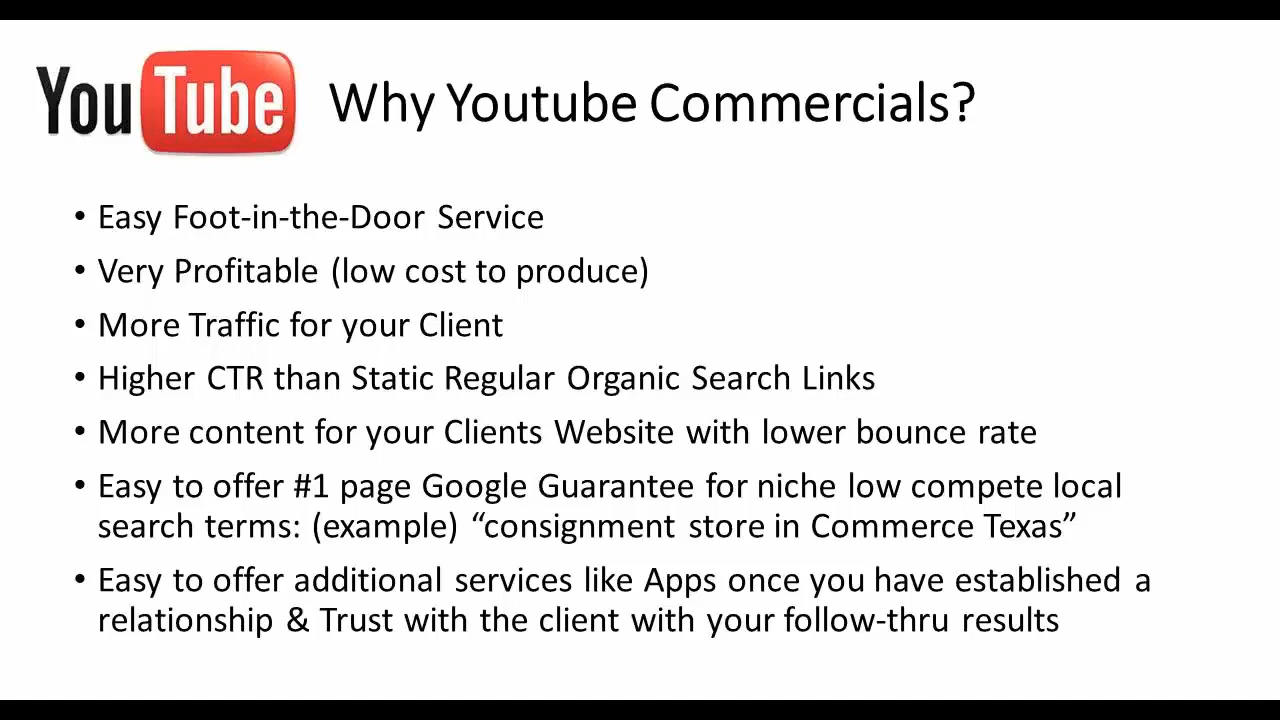 YouTube Why Youtube Commercials?
• Easy Foot-in-the-Door Service
• Very Profitable (low cost to produce)
• More Traffic for your Client
• Higher CTR than Static Regular Organic Search Links
• More content for your Clients Website with lower bounce rate
• Easy to offer #1 page Google Guarantee for niche low compete local
search terms: (example) “consignment store in Commerce Texas”
• Easy to offer additional services like Apps once you have established a
relationship & Trust with the client with your follow-thru results